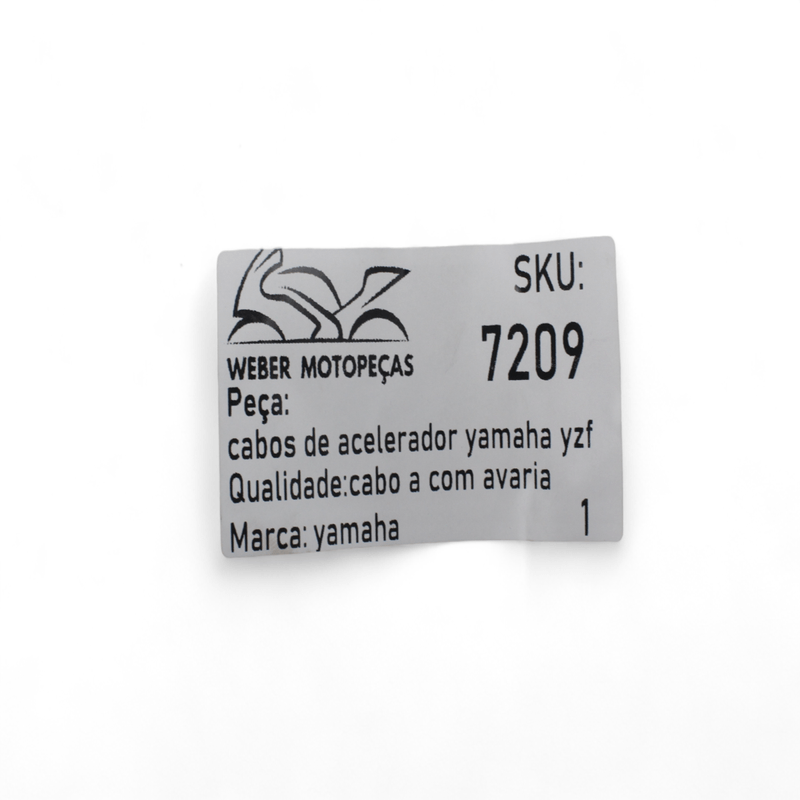 SKU:
7209
WEBER MOTOPEÇAS
Peça:
cabos de acelerador yamaha yzf
Qualidade:cabo a com avaria
Marca: yamaha
1